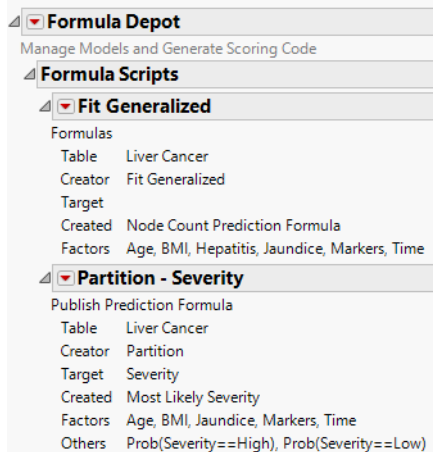 Formula Depot
Manage Models and Generate Scoring Code
Formula Scripts
Fit Generalized
Formulas
Table Liver Cancer
Creator Fit Generalized
Target
Created Node Count Prediction Formula
Factors Age, BMI, Hepatitis, Jaundice, Markers, Time
Partition - Severity
Publish Prediction Formula
Table Liver Cancer
Creator Partition
Target Severity
Created Most Likely Severity
Factors Age, BMI, Jaundice, Markers, Time
Others Prob(Severity==High), Prob(Severity==Low)